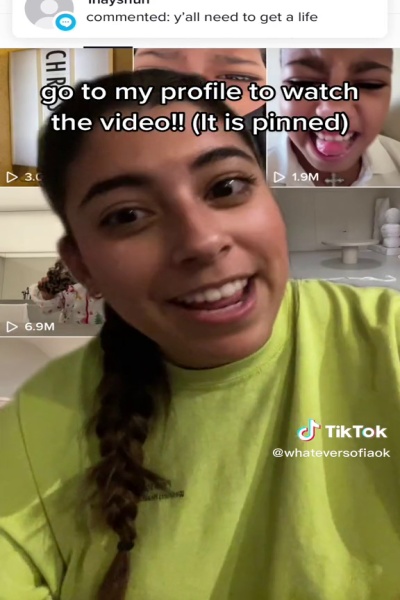 commented: y'all need to get a life
CHR
go to my profile to watch
the video!! (It is pinned)
1.9M
6.9M
TikTok
@whateversofiaok